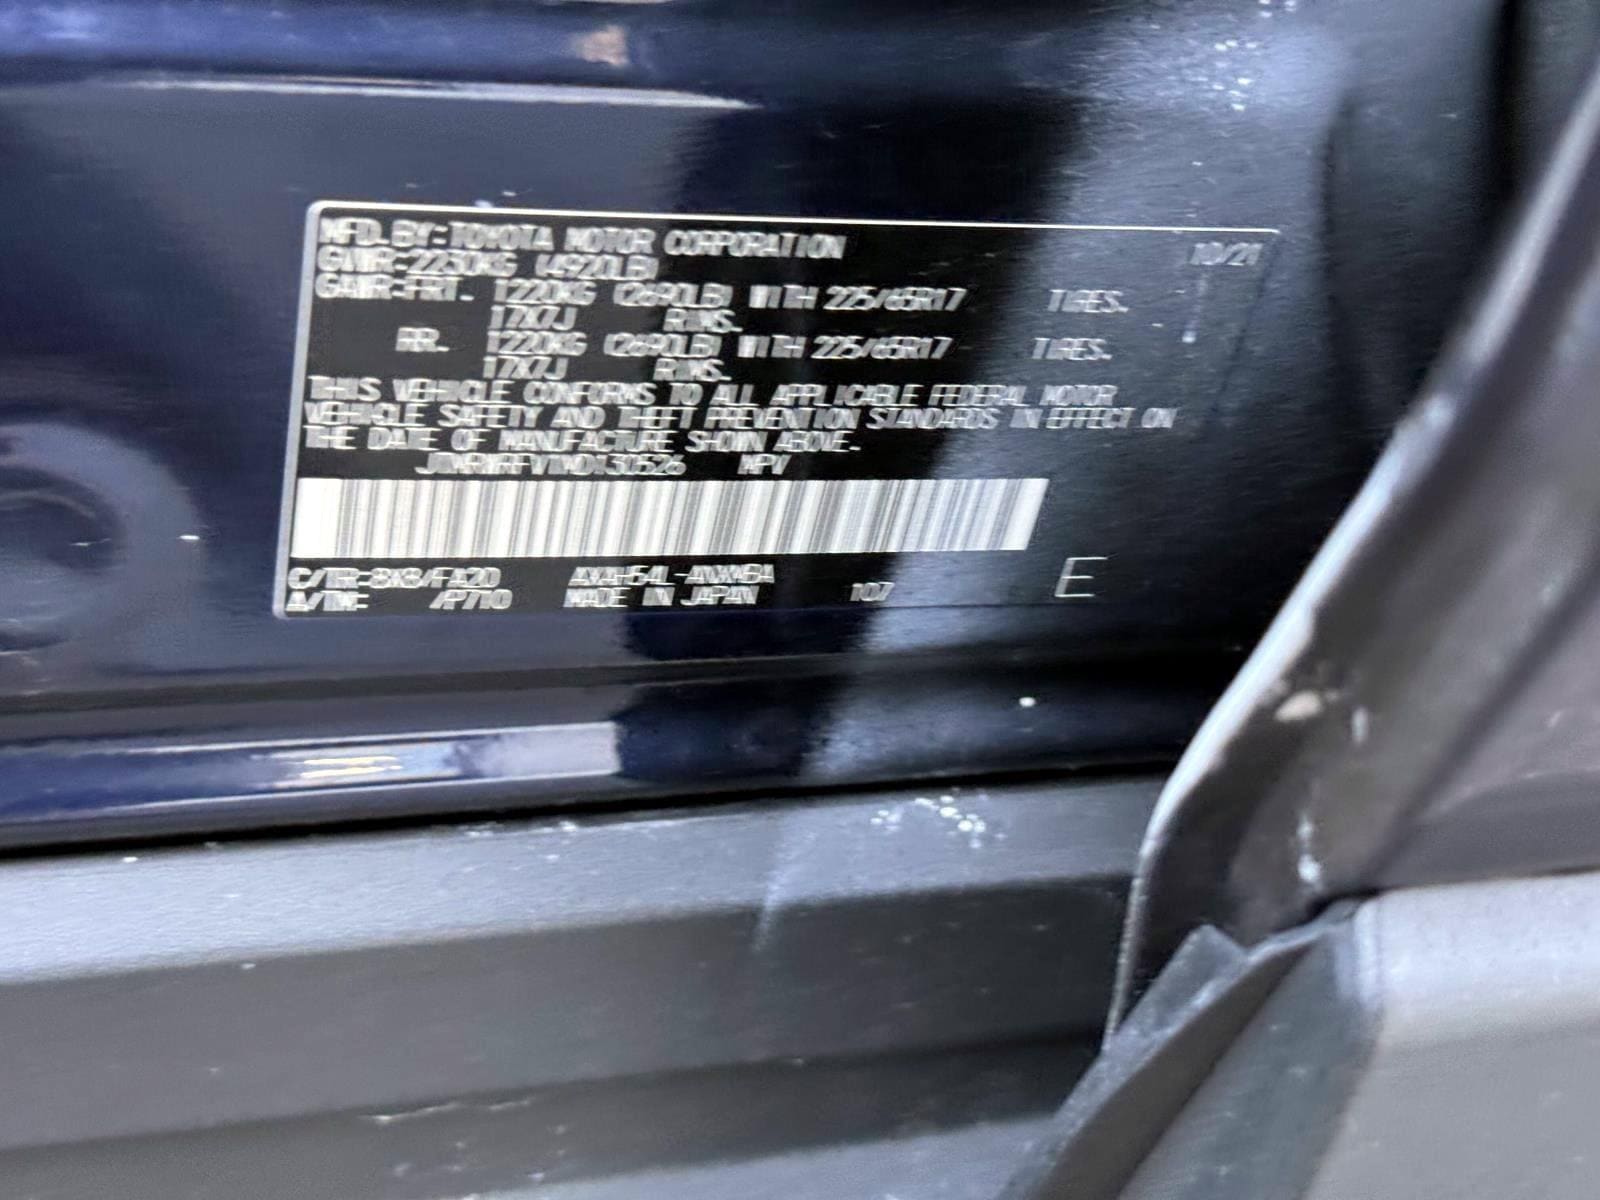 MFD. BY: TOYOTA MOTOR CORPORATION 10/21
GVWR: 2230KG (4920LB)
GAWR: FRT. 1220KG (2690LB) WITH 225/65R17 TIRES.
17X7J RIMS.
RR. 1220KG (2690LB) WITH 225/65R17 TIRES.
17X7J RIMS.
THIS VEHICLE CONFORMS TO ALL APPLICABLE FEDERAL MOTOR
VEHICLE SAFETY AND THEFT PREVENTION STANDARDS IN EFFECT ON
THE DATE OF MANUFACTURE SHOWN ABOVE.
MPV
C/TR: 8X8/FA20
A/TM: /P710 MADE IN JAPAN 107
E